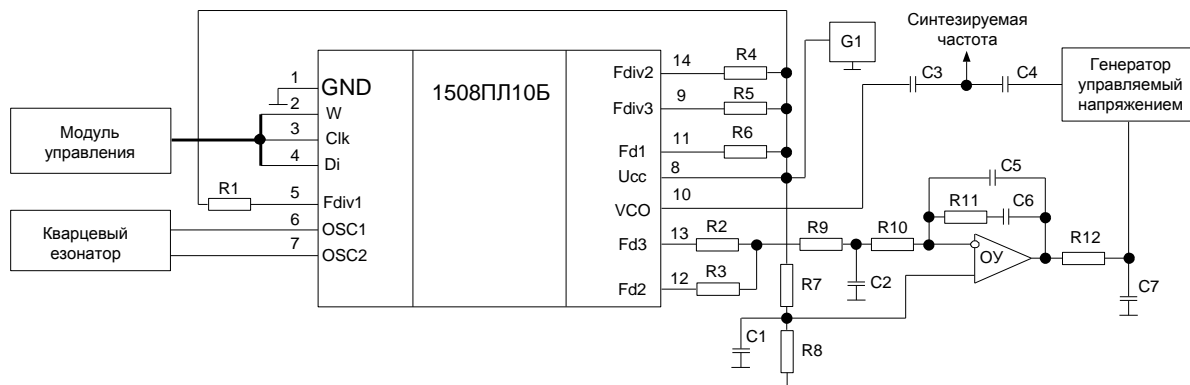 Синтезируемая
частота
G1
R4
C3
C4
Генератор
управляемый
напряжением
14
Fdiv2
1
GND
1508ПЛ10Б
9
R5
Fdiv3
2
W
Модуль
управления
3
Clk
11
R6
Fd1
4
Di
8
Ucc
C5
R1
5
Fdiv1
10
VCO
R11
C6
Кварцевый
езонатор
6
OSC1
13
Fd3
R2
R9
R10
R12
7
OSC2
ОУ
12
Fd2
R3
R7
C2
C7
C1
R8